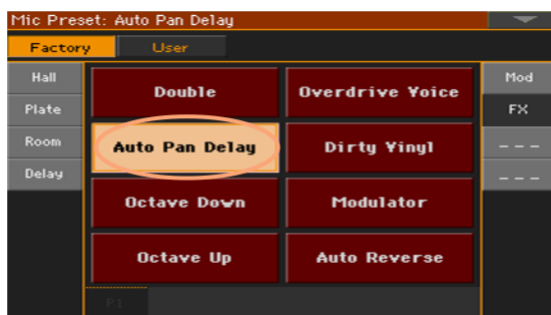 Mic Preset: Auto Pan Delay
Factory User
Hall Double Overdrive Voice Mod
Plate FX
Room Auto Pan Delay Dirty Vinyl - - -
Delay - - -
Octave Down Modulator
Octave Up Auto Reverse
P1